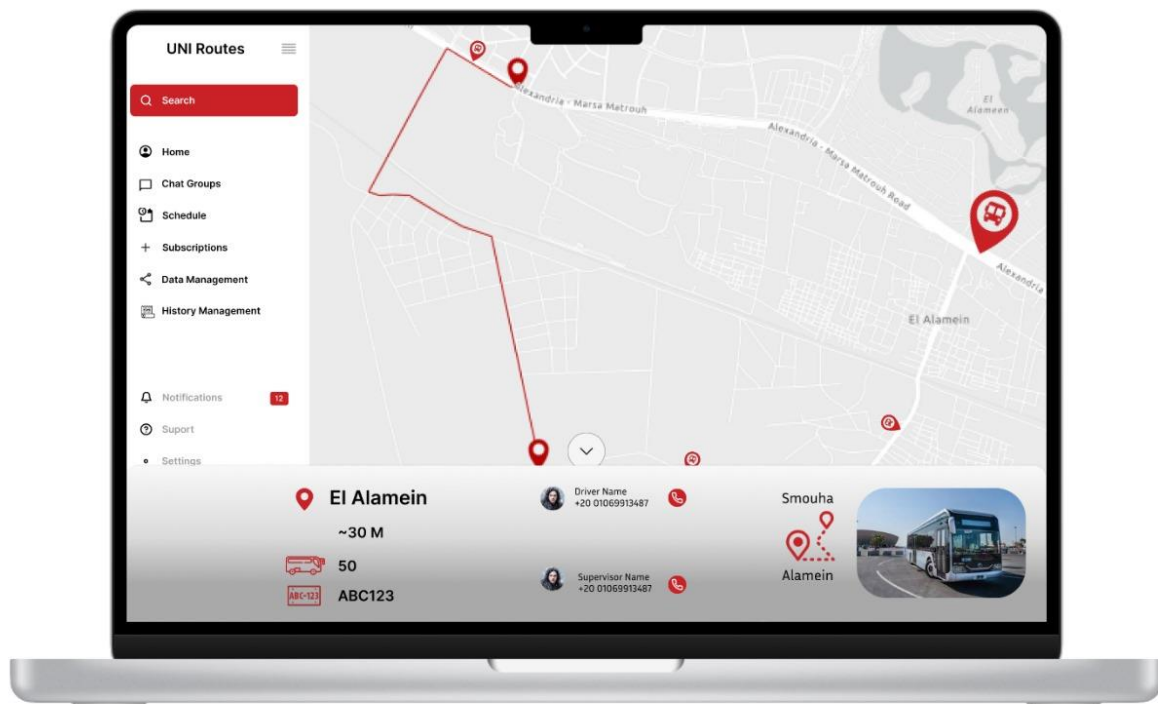 UNI Routes
Search
Home
Chat Groups
Schedule
Subscriptions
Data Management
History Management
Notifications
12
Suport
Settings
Alexandria - Marsa Matrouh
Alexandria - Marsa Matrouh Road
Alexandria
El
Alameen
El Alamein
El Alamein
~30 M
50
ABC-123
ABC123
Driver Name
+20 01069913487
Supervisor Name
+20 01069913487
Smouha
Alamein